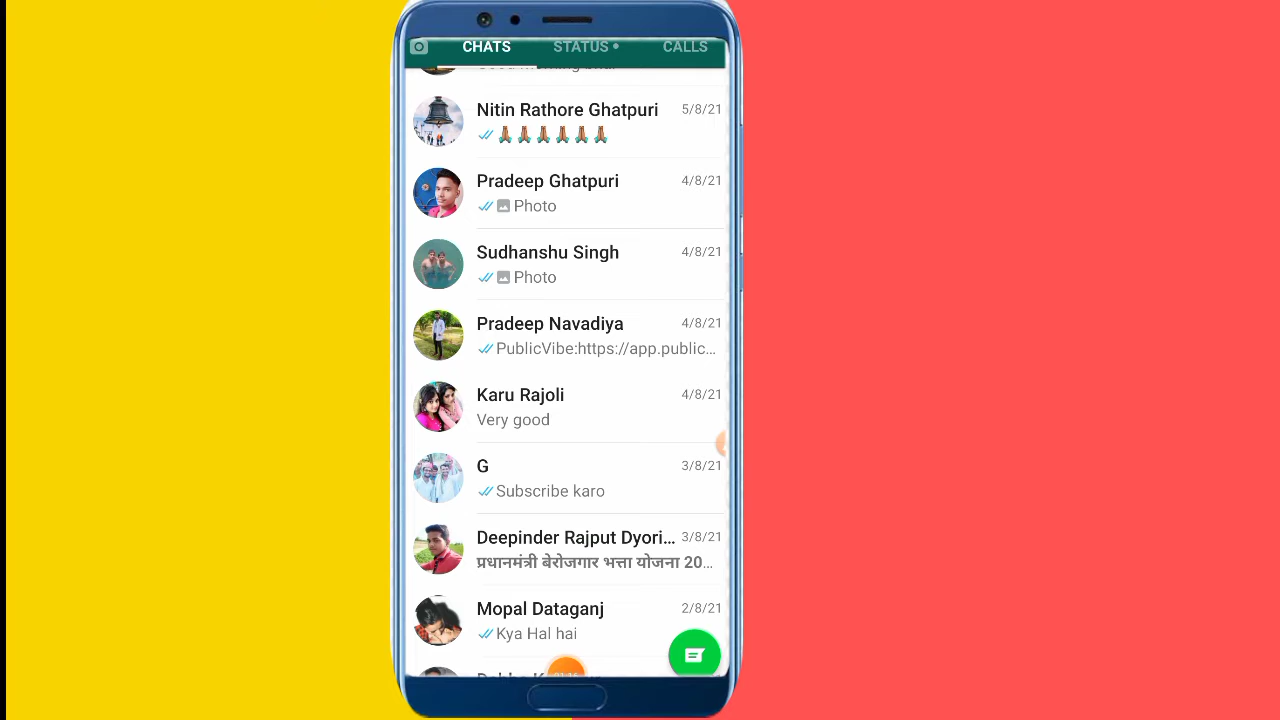 CHATS STATUS CALLS
Nitin Rathore Ghatpuri 5/8/21
🙏🙏🙏🙏🙏🙏
Pradeep Ghatpuri 4/8/21
Photo
Sudhanshu Singh 4/8/21
Photo
Pradeep Navadiya 4/8/21
PublicVibe:https://app.public...
Karu Rajoli 4/8/21
Very good
G 3/8/21
Subscribe karo
Deepinder Rajput Dyori... 3/8/21
प्रधानमंत्री बेरोजगार भत्ता योजना 20...
Mopal Dataganj 2/8/21
Kya Hal hai